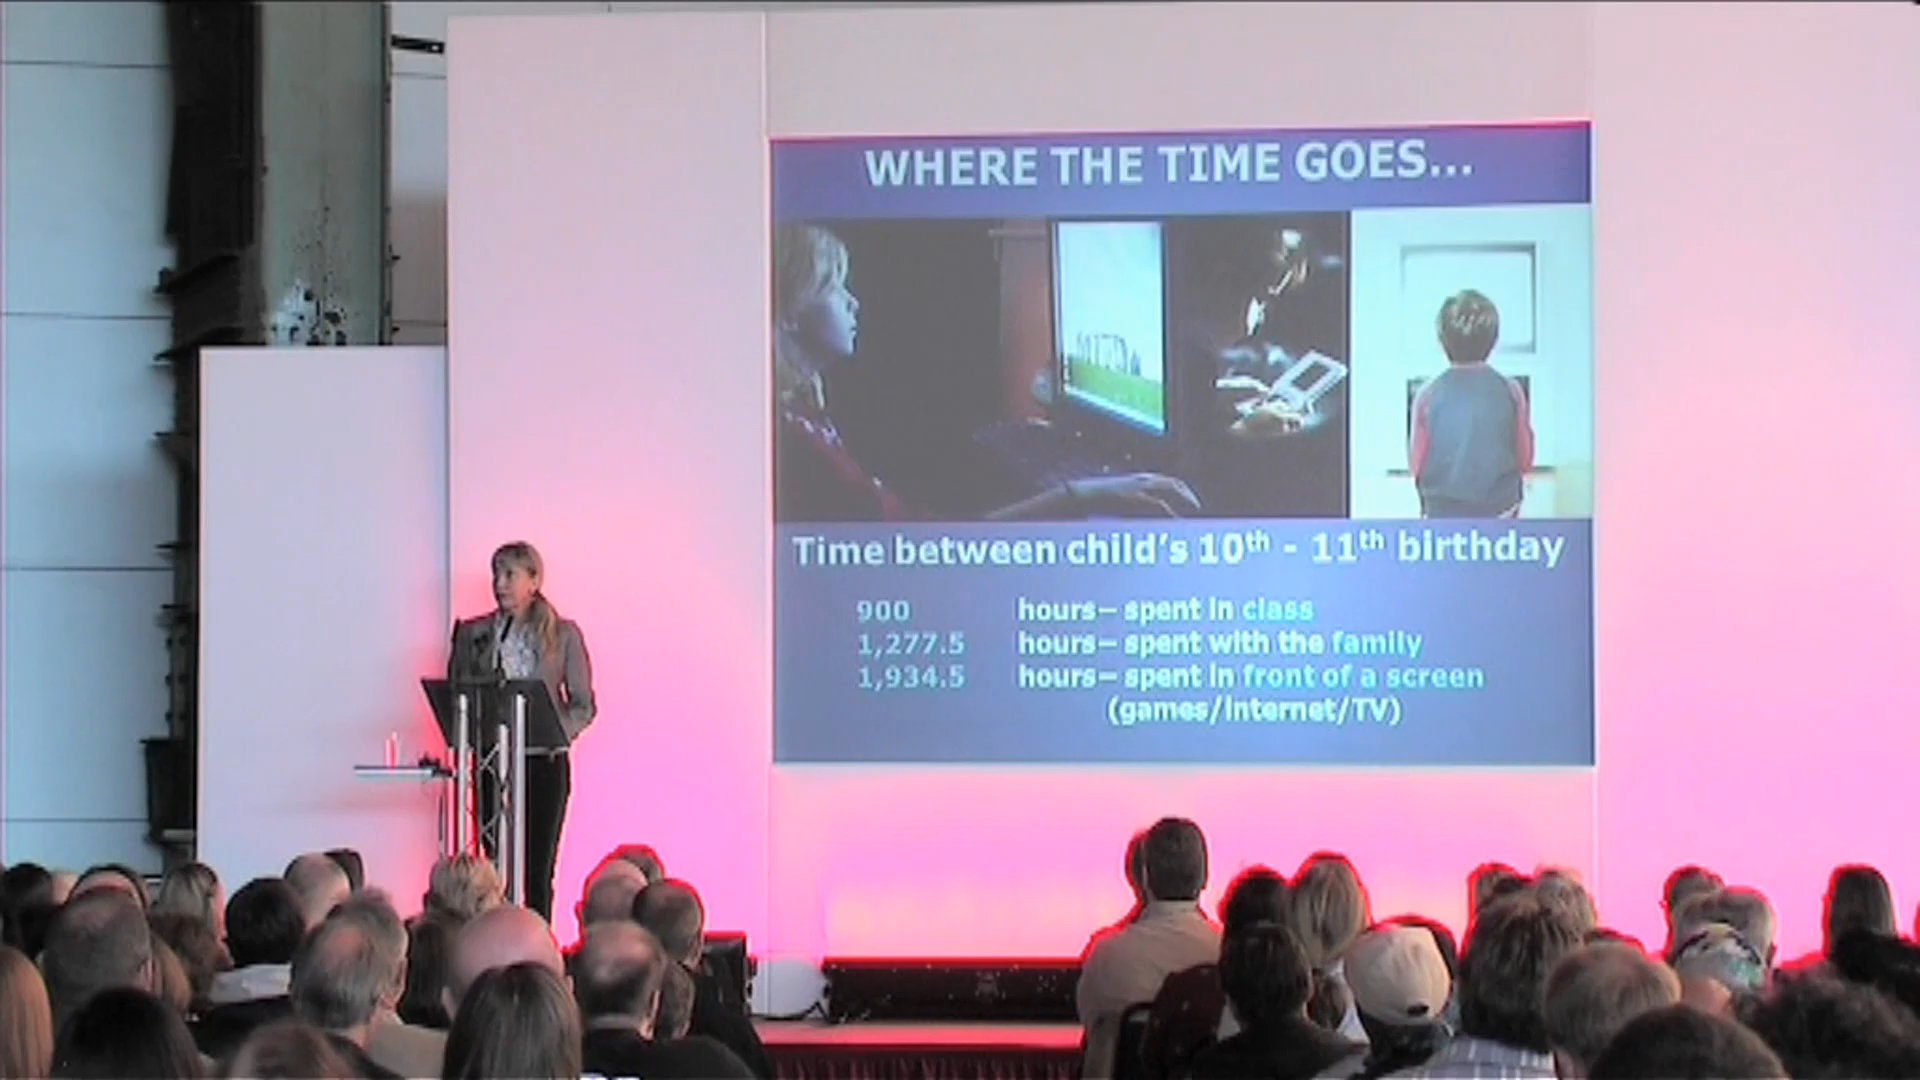 WHERE THE TIME GOES...
Time between child's 10th - 11th birthday
900 hours– spent in class
1,277.5 hours– spent with the family
1,934.5 hours– spent in front of a screen
(games/internet/TV)